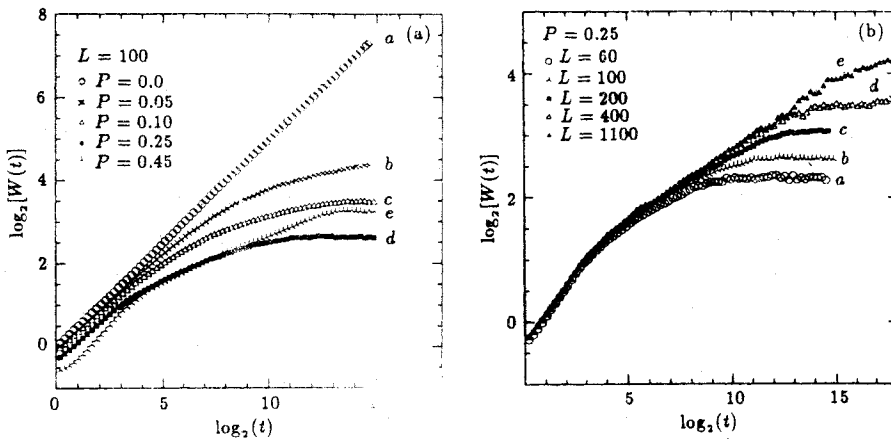 (a)
8
6
4
2
0
log₂[W(t)]
L = 100
P = 0.0
P = 0.05
P = 0.10
P = 0.25
P = 0.45
a
b
c
e
d
0
5
10
log₂(t)
(b)
4
2
0
log₂[W(t)]
P = 0.25
L = 60
L = 100
L = 200
L = 400
L = 1100
e
d
c
b
a
5
10
15
log₂(t)